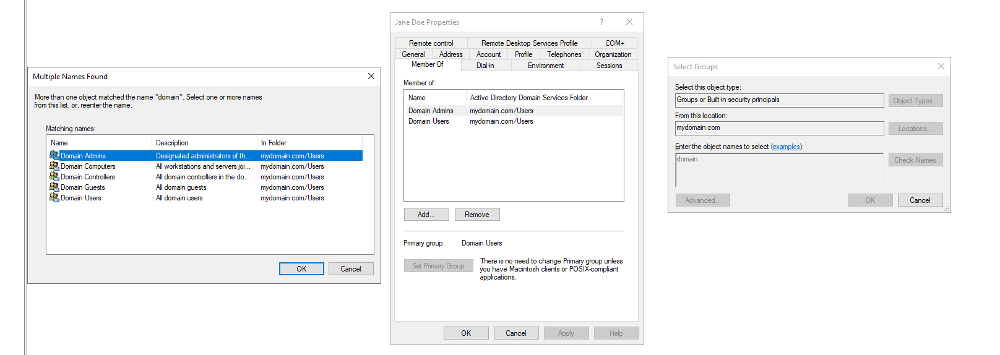 Multiple Names Found
More than one object matched the name "domain". Select one or more names
from this list, or, reenter the name.
Matching names:
Name Description In Folder
Domain Admins Designated administrators of th... mydomain.com/Users
Domain Computers All workstations and servers joi... mydomain.com/Users
Domain Controllers All domain controllers in the do... mydomain.com/Users
Domain Guests All domain guests mydomain.com/Users
Domain Users All domain users mydomain.com/Users
OK Cancel
Jane Doe Properties ?
Remote control Remote Desktop Services Profile COM+
General Address Account Profile Telephones Organization
Member Of Dial-in Environment Sessions
Member of:
Name Active Directory Domain Services Folder
Domain Admins mydomain.com/Users
Domain Users mydomain.com/Users
Add... Remove
Primary group: Domain Users
Set Primary Group
There is no need to change Primary group unless
you have Macintosh clients or POSIX-compliant
applications.
OK Cancel Apply Help
Select Groups
Select this object type:
Groups or Built-in security principals Object Types...
From this location:
mydomain.com Locations...
Enter the object names to select (examples):
domain Check Names
Advanced... OK Cancel